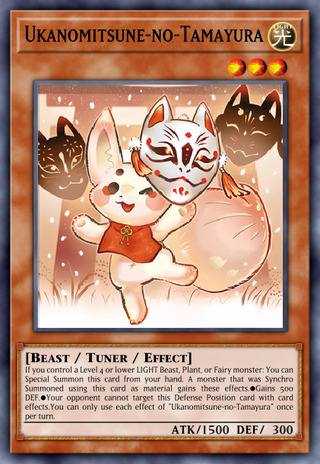 Ukanomitsune-no-Tamayura
LIGHT
光
[Beast / Tuner / Effect]
If you control a Level 4 or lower LIGHT Beast, Plant, or Fairy monster: You can
Special Summon this card from your hand. A monster that was Synchro
Summoned using this card as material gains these effects.●Gains 500
DEF.●Your opponent cannot target this Defense Position card with card
effects.You can only use each effect of "Ukanomitsune-no-Tamayura" once
per turn.
ATK/1500 DEF/ 300